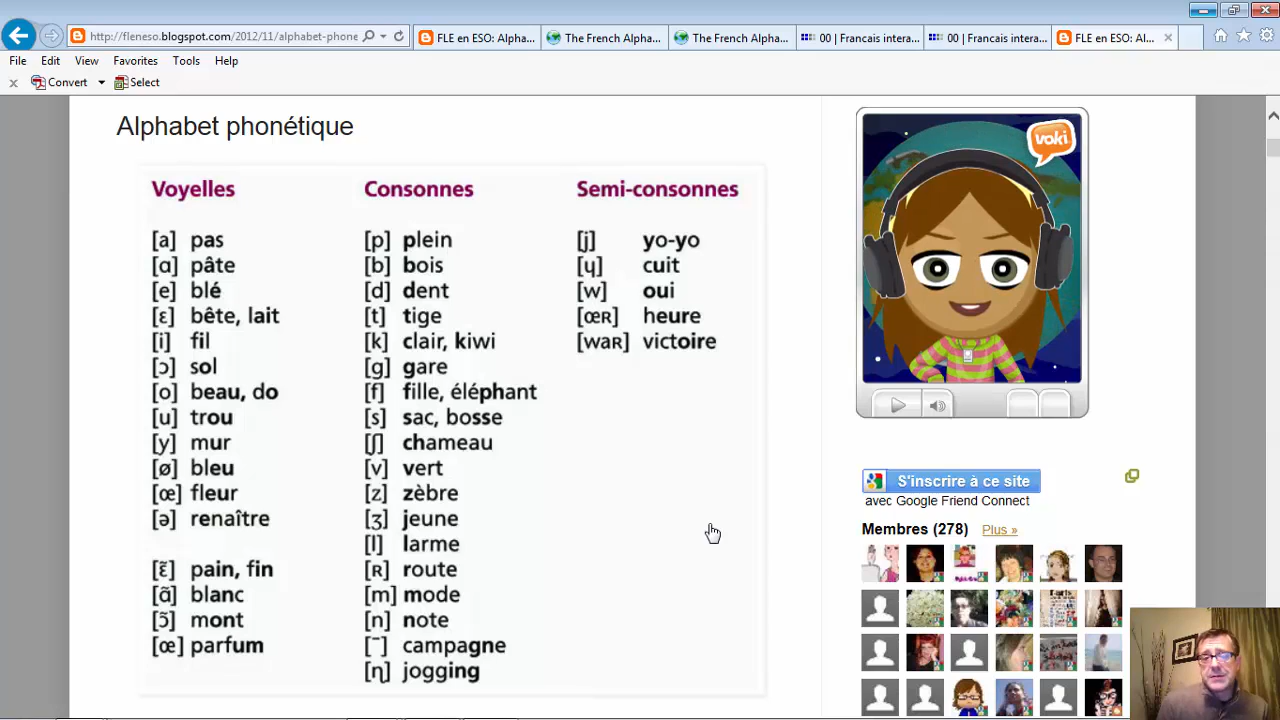 http://fleneso.blogspot.com/2012/11/alphabet-phone
FLE en ESO: Alpha...
The French Alpha...
The French Alpha...
00 | Francais intera...
00 | Francais intera...
FLE en ESO: Al...
File Edit View Favorites Tools Help
Convert Select
Alphabet phonétique
Voyelles Consonnes Semi-consonnes
[a] pas [p] plein [j] yo-yo
[ɑ] pâte [b] bois [ɥ] cuit
[e] blé [d] dent [w] oui
[ɛ] bête, lait [t] tige [œʀ] heure
[i] fil [k] clair, kiwi [waʀ] victoire
[ɔ] sol [g] gare
[o] beau, do [f] fille, éléphant
[u] trou [s] sac, bosse
[y] mur [ʃ] chameau
[ø] bleu [v] vert
[œ] fleur [z] zèbre
[ə] renaître [ʒ] jeune
[l] larme
[ɛ̃] pain, fin [ʀ] route
[ɑ̃] blanc [m] mode
[ɔ̃] mont [n] note
[œ] parfum [¨] campagne
[ɳ] jogging
voki
S'inscrire à ce site
avec Google Friend Connect
Membres (278) Plus »